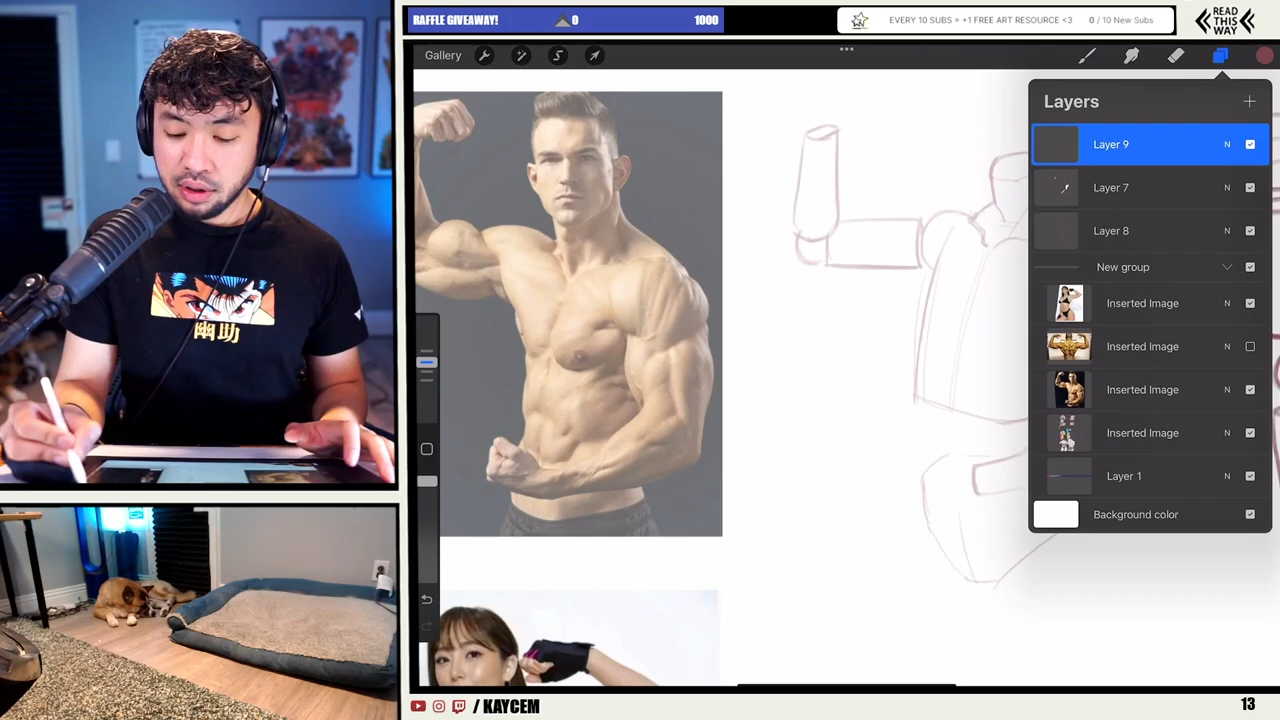 RAFFLE GIVEAWAY! 0 1000
EVERY 10 SUBS = +1 FREE ART RESOURCE <3 0 / 10 New Subs
READ
THIS
WAY
Gallery
Layers
Layer 9 N
Layer 7 N
Layer 8 N
New group
Inserted Image N
Inserted Image N
Inserted Image N
Inserted Image N
Layer 1 N
Background color
幽助
/ KAYCEM
13